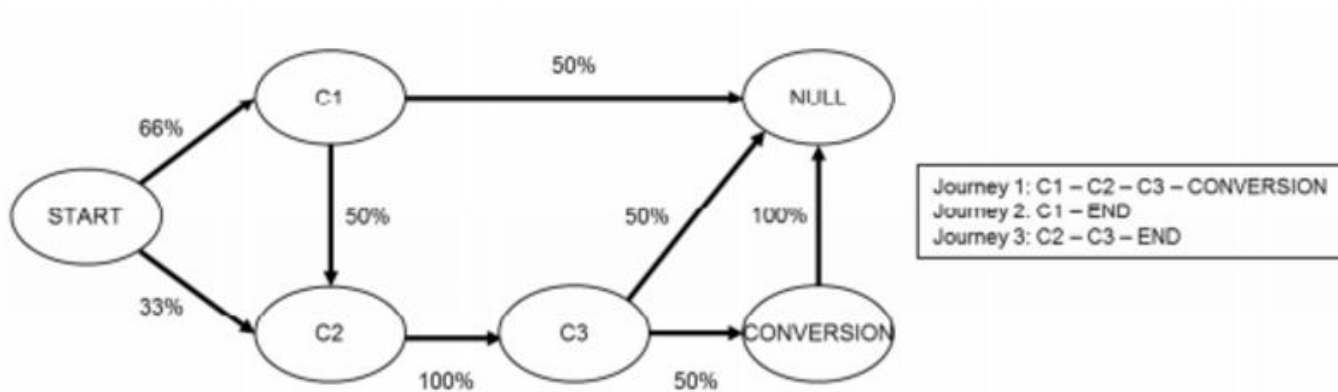 50%
C1
NULL
66%
START
50%
50%
100%
Journey 1: C1 – C2 – C3 – CONVERSION
Journey 2: C1 – END
Journey 3: C2 – C3 – END
33%
C2
C3
CONVERSION
100%
50%